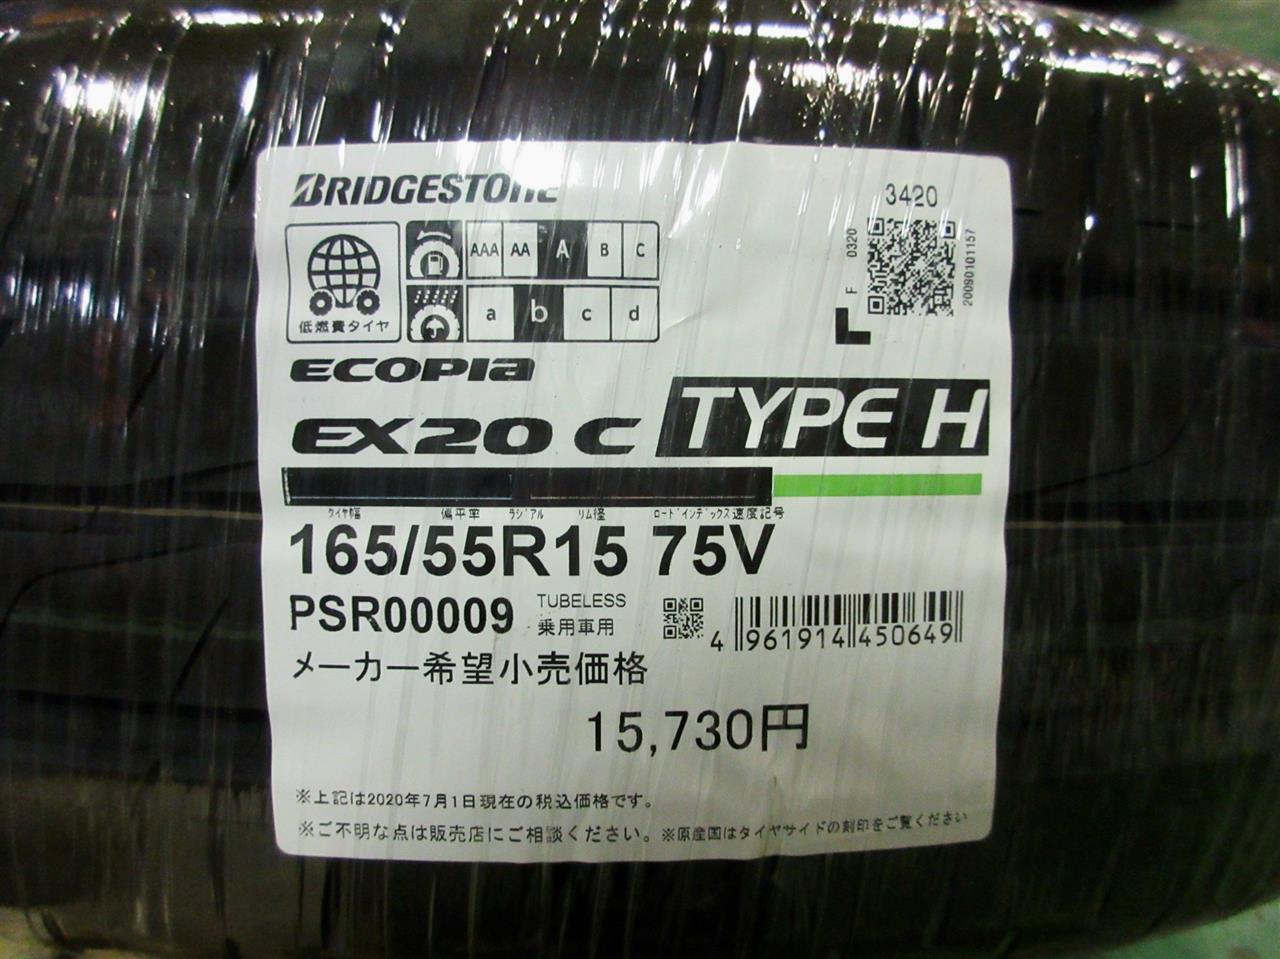 BRIDGESTONE
3420
AAA AA A B C
a b c d
低燃費タイヤ
F 0320
20080101157
L
ECOPIA
EX20 C TYPE H
タイヤ幅 偏平率 ラジアル リム径 ロードインデックス 速度記号
165/55R15 75V
PSR00009 TUBELESS
乗用車用
4 961914 450649
メーカー希望小売価格
15,730円
※上記は2020年7月1日現在の税込価格です。
※ご不明な点は販売店にご相談ください。※原産国はタイヤサイドの刻印をご覧ください